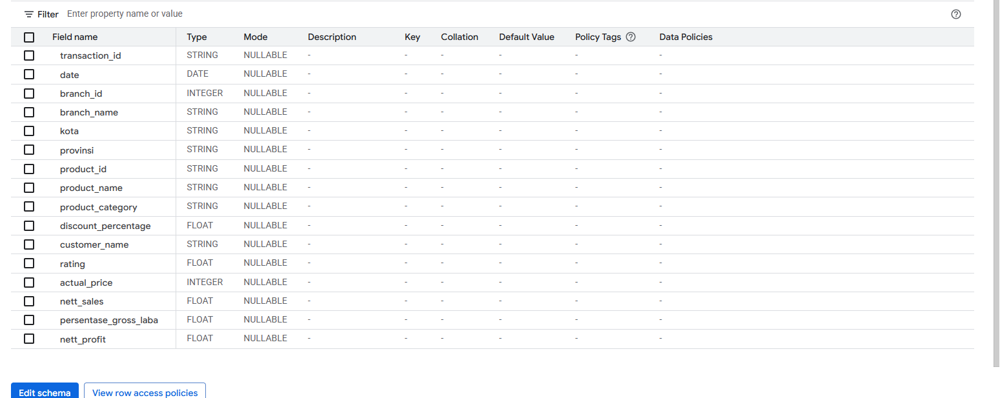 Filter Enter property name or value
Field name Type Mode Description Key Collation Default Value Policy Tags Data Policies
transaction_id STRING NULLABLE - - - - - -
date DATE NULLABLE - - - - - -
branch_id INTEGER NULLABLE - - - - - -
branch_name STRING NULLABLE - - - - - -
kota STRING NULLABLE - - - - - -
provinsi STRING NULLABLE - - - - - -
product_id STRING NULLABLE - - - - - -
product_name STRING NULLABLE - - - - - -
product_category STRING NULLABLE - - - - - -
discount_percentage FLOAT NULLABLE - - - - - -
customer_name STRING NULLABLE - - - - - -
rating FLOAT NULLABLE - - - - - -
actual_price INTEGER NULLABLE - - - - - -
nett_sales FLOAT NULLABLE - - - - - -
persentase_gross_laba FLOAT NULLABLE - - - - - -
nett_profit FLOAT NULLABLE - - - - - -
Edit schema View row access policies